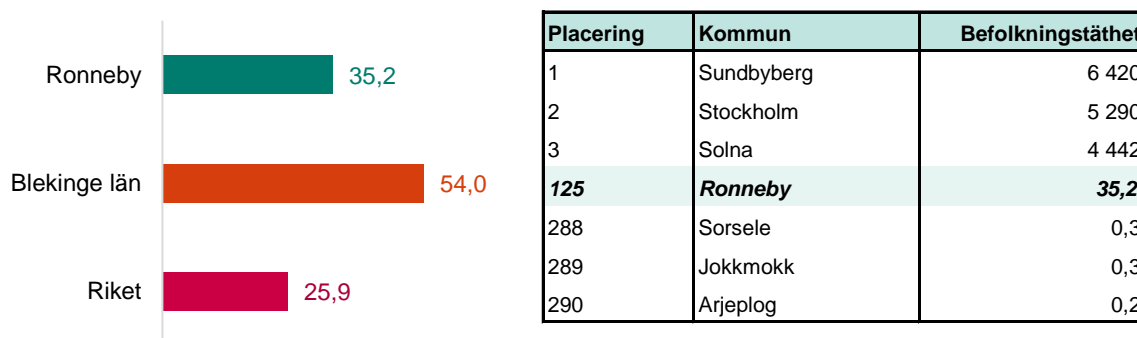 Ronneby 35,2
Blekinge län 54,0
Riket 25,9
Placering Kommun Befolkningstäthet
1 Sundbyberg 6 420
2 Stockholm 5 290
3 Solna 4 442
125 Ronneby 35,2
288 Sorsele 0,3
289 Jokkmokk 0,3
290 Arjeplog 0,2